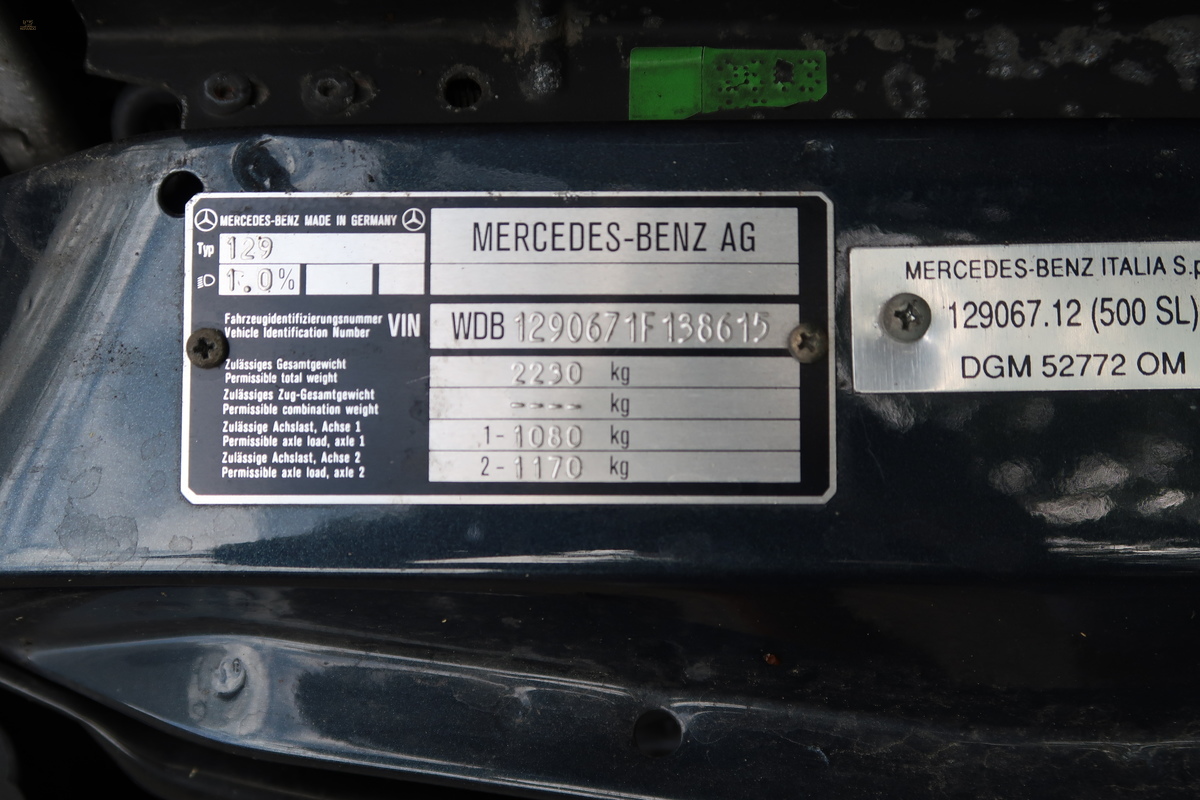 MERCEDES-BENZ MADE IN GERMANY
Typ 129
1.0%
MERCEDES-BENZ AG
Fahrzeugidentifizierungsnummer
Vehicle Identification Number
VIN WDB 1290671F138615
Zulässiges Gesamtgewicht
Permissible total weight
2230 kg
Zulässiges Zug-Gesamtgewicht
Permissible combination weight
---- kg
Zulässige Achslast, Achse 1
Permissible axle load, axle 1
1-1080 kg
Zulässige Achslast, Achse 2
Permissible axle load, axle 2
2-1170 kg
MERCEDES-BENZ ITALIA S.p
129067.12 (500 SL)
DGM 52772 OM